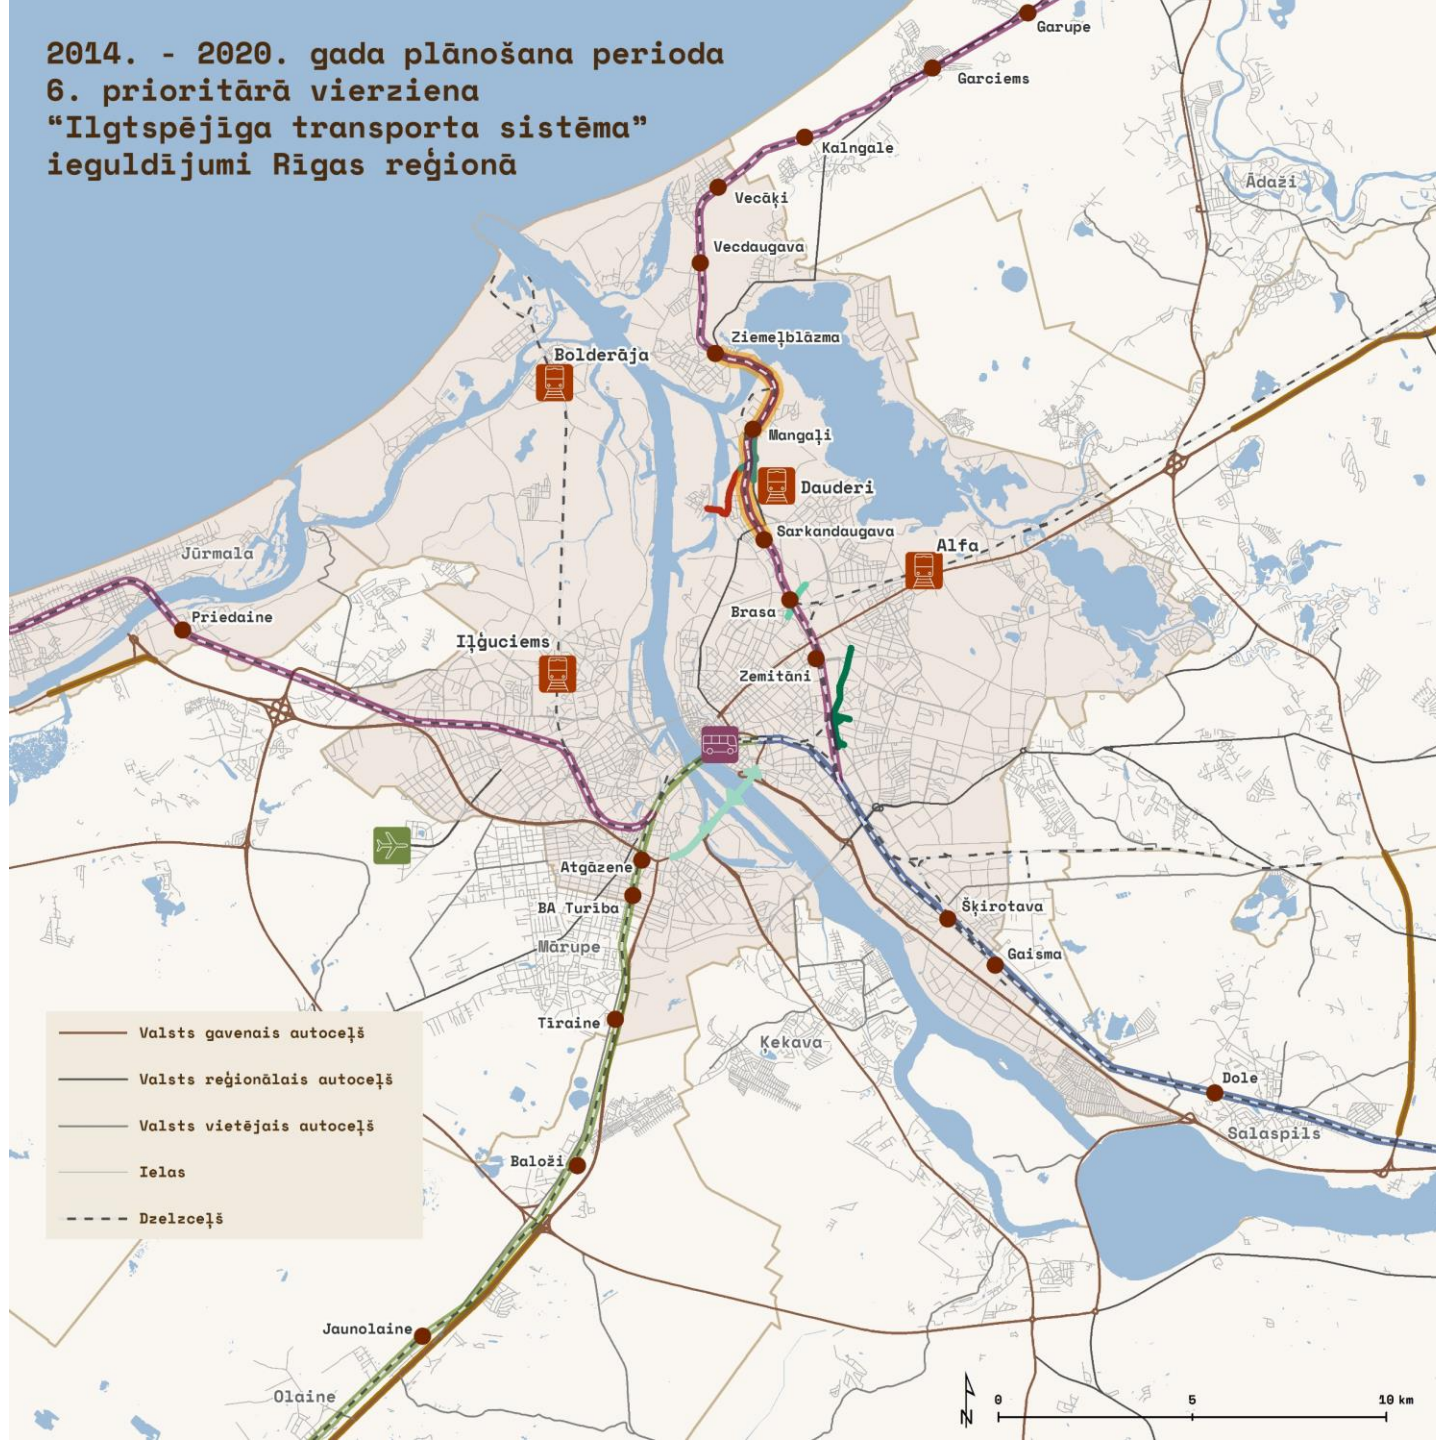 2014. - 2020. gada plānošana perioda
6. prioritārā vierziena
“Ilgtspējīga transporta sistēma”
ieguldījumi Rīgas reģionā
Garupe
Garciems
Kalngale
Ādaži
Vecāķi
Vecdaugava
Ziemeļblāzma
Bolderāja
Mangaļi
Dauderi
Sarkandaugava
Alfa
Jūrmala
Priedaine
Brasa
Iļģuciems
Zemitāni
Atgāzene
BA Turība
Šķirotava
Mārupe
Gaisma
Tīraine
Ķekava
Valsts gavenais autoceļš
Valsts reģionālais autoceļš
Dole
Valsts vietējais autoceļš
Salaspils
Baloži
Ielas
Dzelzceļš
Jaunolaine
Olaine
N
0 5 10 km